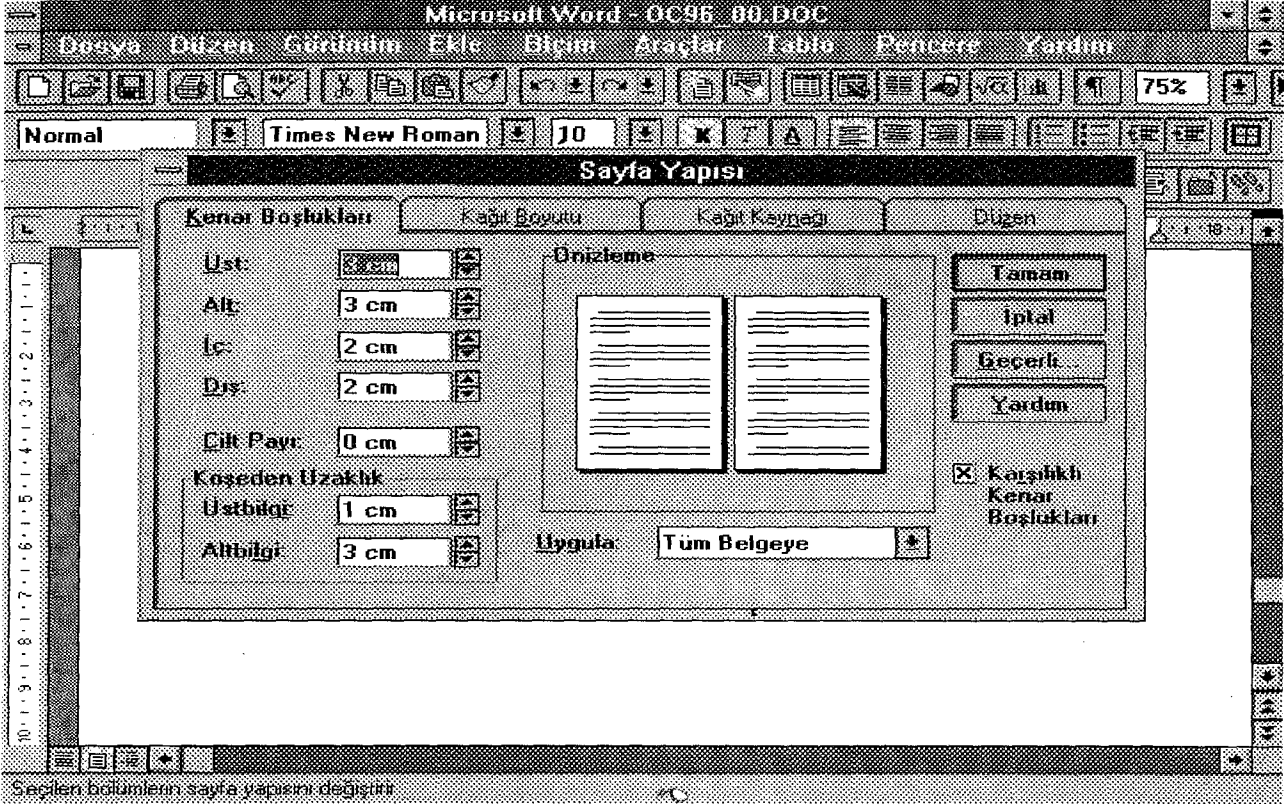 Microsoft Word - OC96_00.DOC
Dosya Düzen Görünüm Ekle Biçim Araçlar Tablo Pencere Yardım
75%
Normal Times New Roman 10 K T A
Sayfa Yapısı
Kenar Boşlukları Kağıt Boyutu Kağıt Kaynağı Düzen
Üst:
Alt: 3 cm
İç: 2 cm
Dış: 2 cm
Cilt Payı: 0 cm
Köşeden Uzaklık
Üstbilgi: 1 cm
Altbilgi: 3 cm
Önizleme
Uygula: Tüm Belgeye
Tamam
İptal
Geçerli...
Yardım
Karşılıklı
Kenar
Boşlukları
Seçilen bölümlerin sayfa yapısını değiştirir